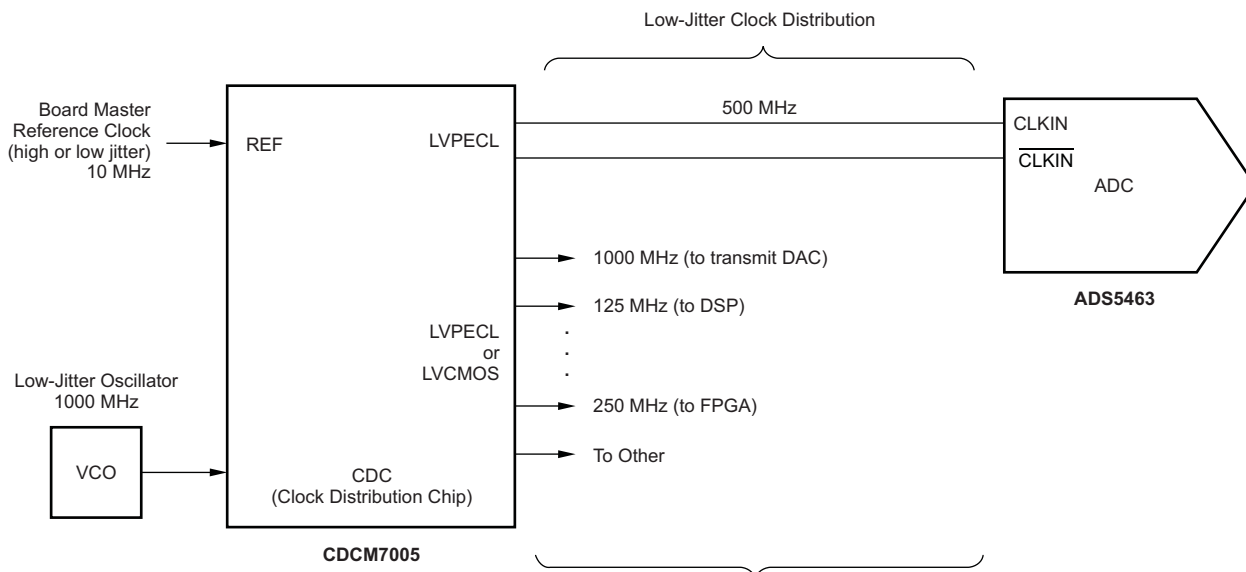 Low-Jitter Clock Distribution
Board Master
Reference Clock
(high or low jitter)
10 MHz
REF
LVPECL
500 MHz
CLKIN
CLKIN
ADC
ADS5463
1000 MHz (to transmit DAC)
125 MHz (to DSP)
LVPECL
or
LVCMOS
.
.
.
250 MHz (to FPGA)
To Other
Low-Jitter Oscillator
1000 MHz
VCO
CDC
(Clock Distribution Chip)
CDCM7005